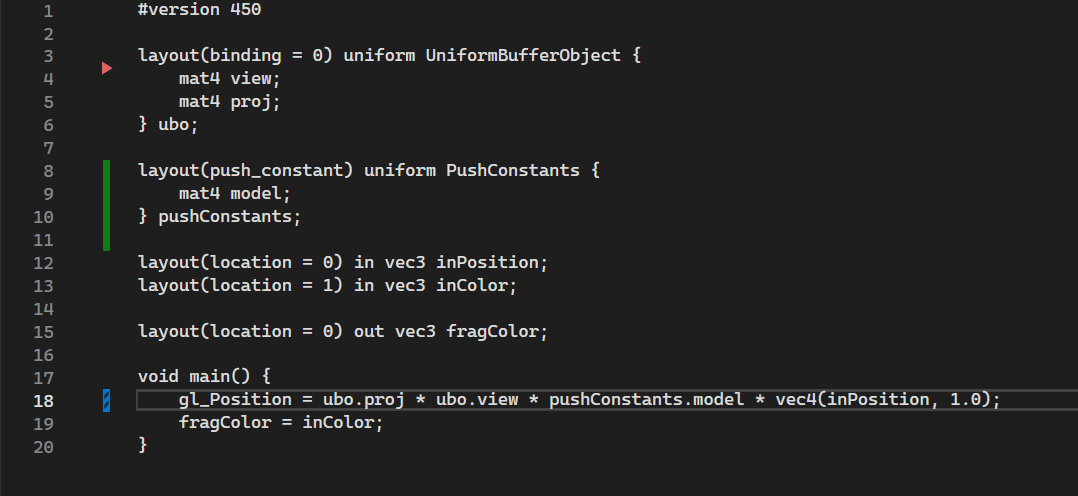 1 #version 450
2
3 layout(binding = 0) uniform UniformBufferObject {
4     mat4 view;
5     mat4 proj;
6 } ubo;
7
8 layout(push_constant) uniform PushConstants {
9     mat4 model;
10 } pushConstants;
11
12 layout(location = 0) in vec3 inPosition;
13 layout(location = 1) in vec3 inColor;
14
15 layout(location = 0) out vec3 fragColor;
16
17 void main() {
18     gl_Position = ubo.proj * ubo.view * pushConstants.model * vec4(inPosition, 1.0);
19     fragColor = inColor;
20 }